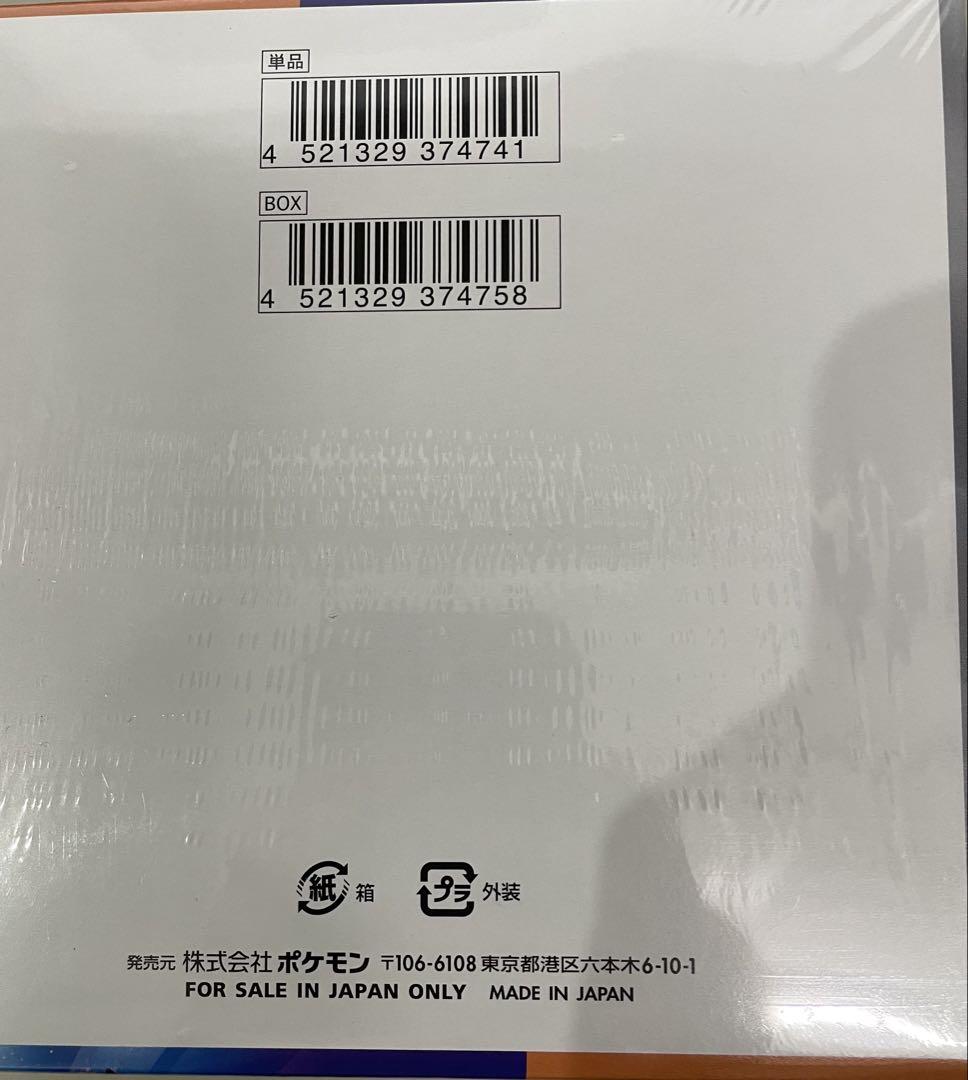 単品
4 521329 374741
BOX
4 521329 374758
紙 箱 プラ 外装
発売元 株式会社ポケモン 〒106-6108 東京都港区六本木6-10-1
FOR SALE IN JAPAN ONLY MADE IN JAPAN